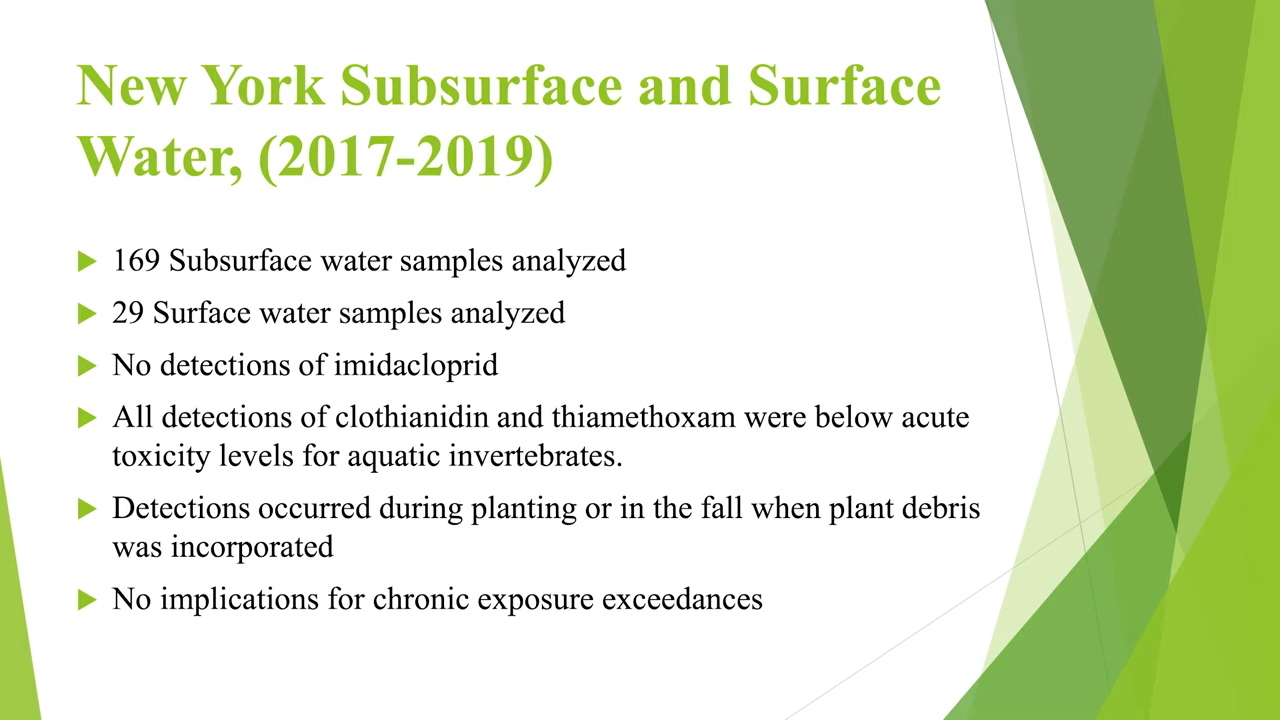 New York Subsurface and Surface
Water, (2017-2019)
169 Subsurface water samples analyzed
29 Surface water samples analyzed
No detections of imidacloprid
All detections of clothianidin and thiamethoxam were below acute
toxicity levels for aquatic invertebrates.
Detections occurred during planting or in the fall when plant debris
was incorporated
No implications for chronic exposure exceedances